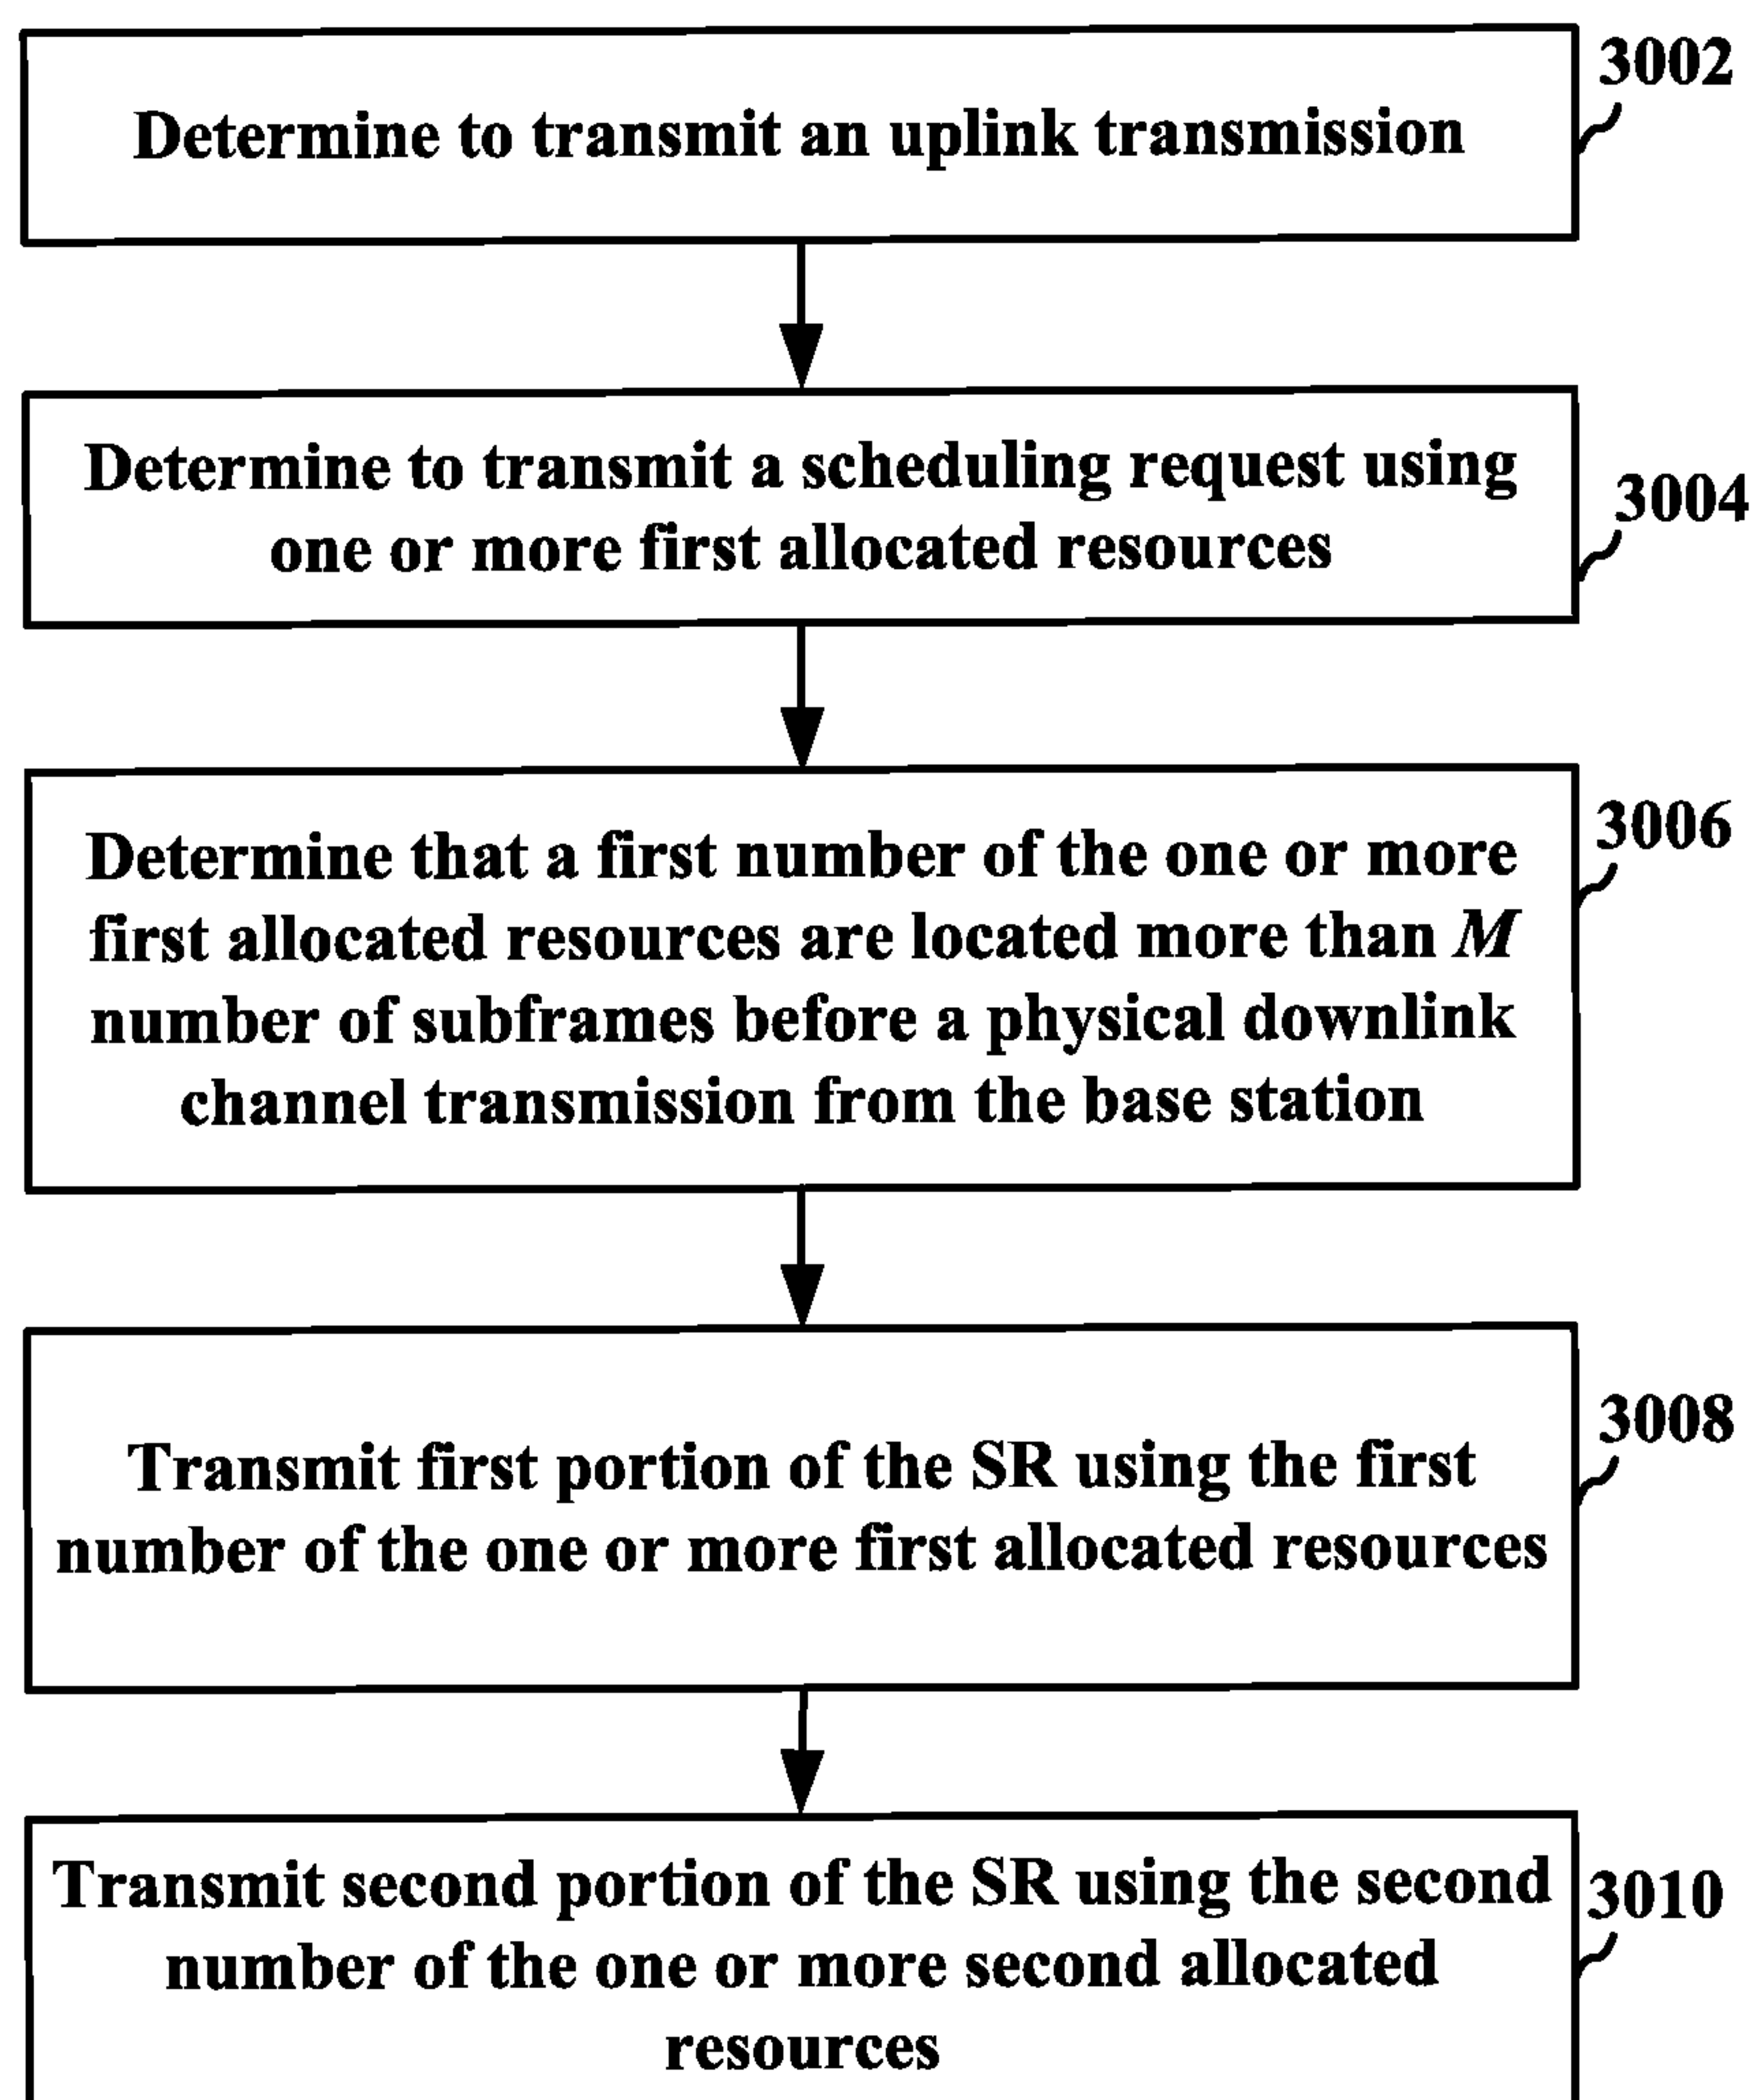 3002
Determine to transmit an uplink transmission
Determine to transmit a scheduling request using
3004
one or more first allocated resources
3006
Determine that a first number of the one or more
first allocated resources are located more than M
number of subframes before a physical downlink
channel transmission from the base station
3008
Transmit first portion of the SR using the first
number of the one or more first allocated resources
Transmit second portion of the SR using the second
3010
number of the one or more second allocated
resources